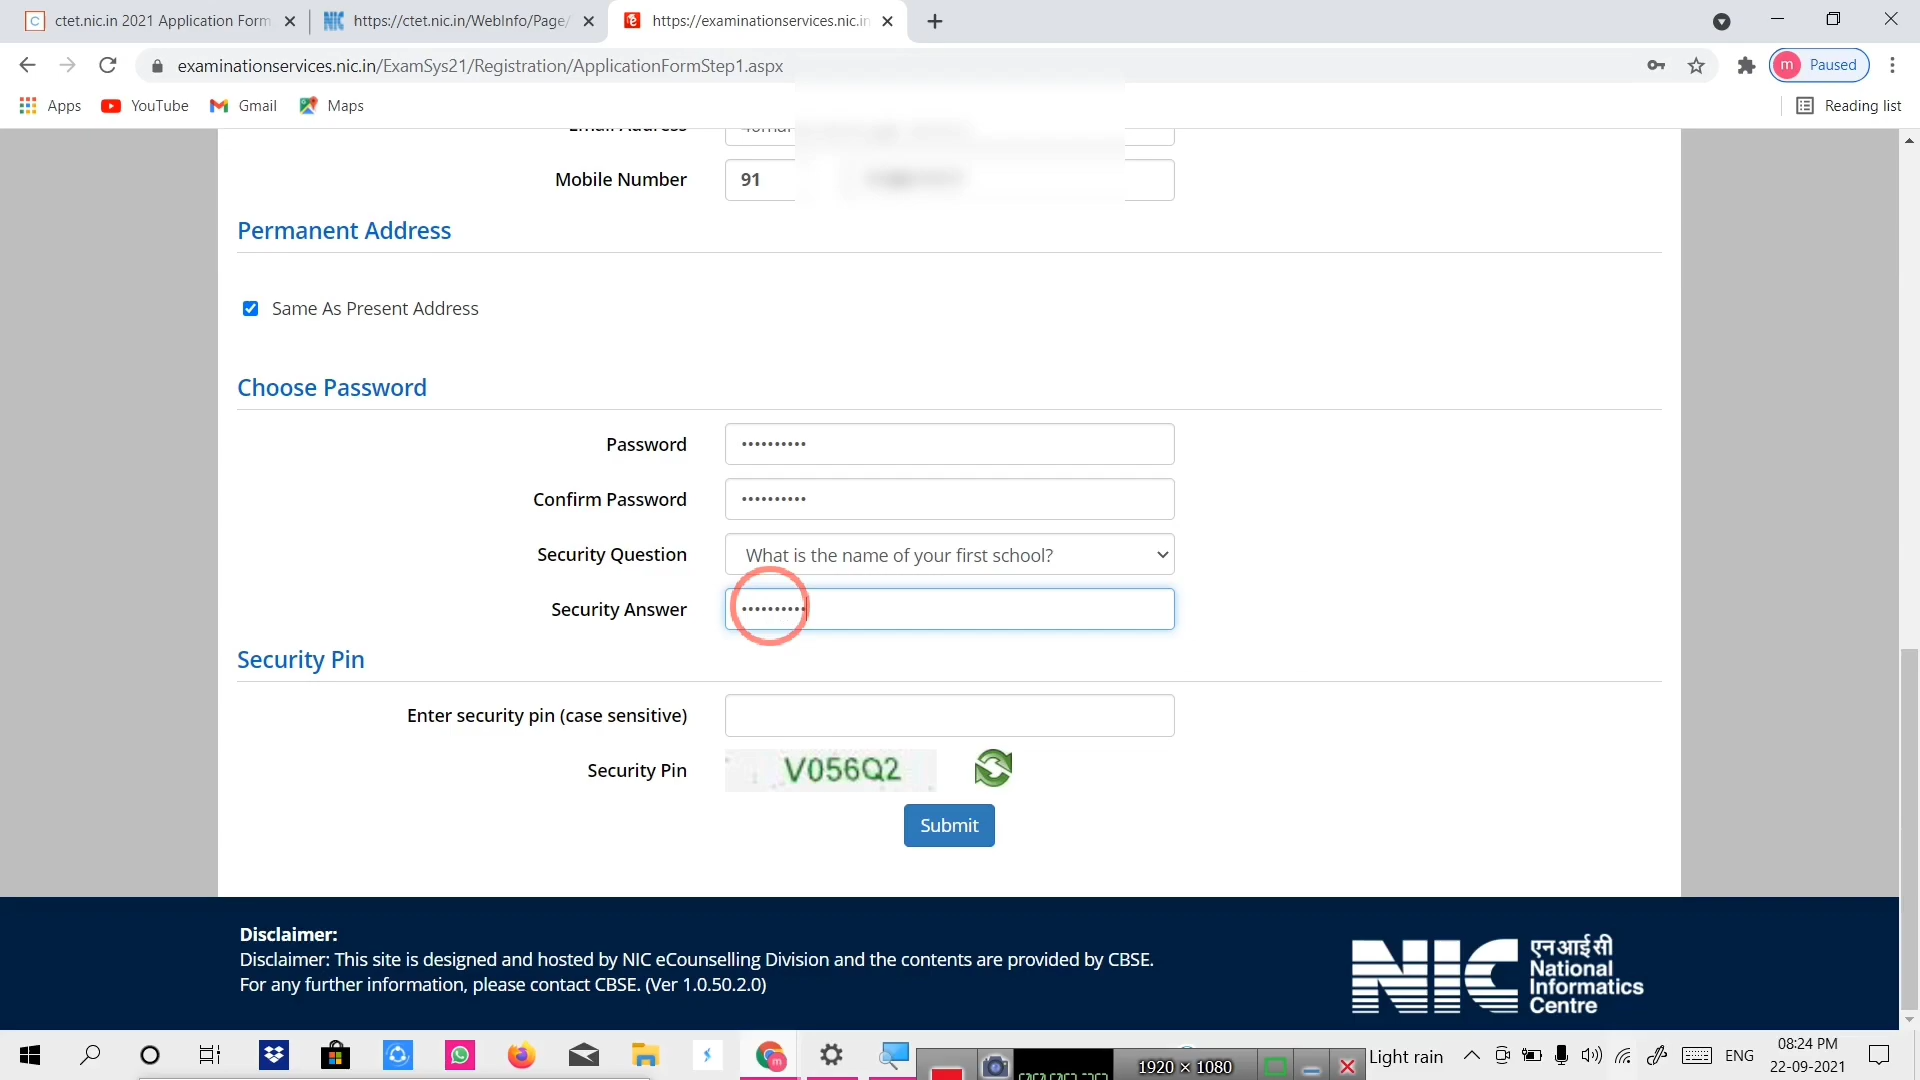 ctet.nic.in 2021 Application Form
https://ctet.nic.in/WebInfo/Page/
https://examinationservices.nic.in
examinationservices.nic.in/ExamSys21/Registration/ApplicationFormStep1.aspx
m Paused
Apps YouTube Gmail Maps Reading list
Email Address
Mobile Number 91
Permanent Address
Same As Present Address
Choose Password
Password
Confirm Password
Security Question What is the name of your first school?
Security Answer
Security Pin
Enter security pin (case sensitive)
Security Pin V056Q2
Submit
Disclaimer:
Disclaimer: This site is designed and hosted by NIC eCounselling Division and the contents are provided by CBSE.
For any further information, please contact CBSE. (Ver 1.0.50.2.0)
NIC
एनआईसी
National
Informatics
Centre
1920 × 1080
Light rain
ENG
08:24 PM
22-09-2021